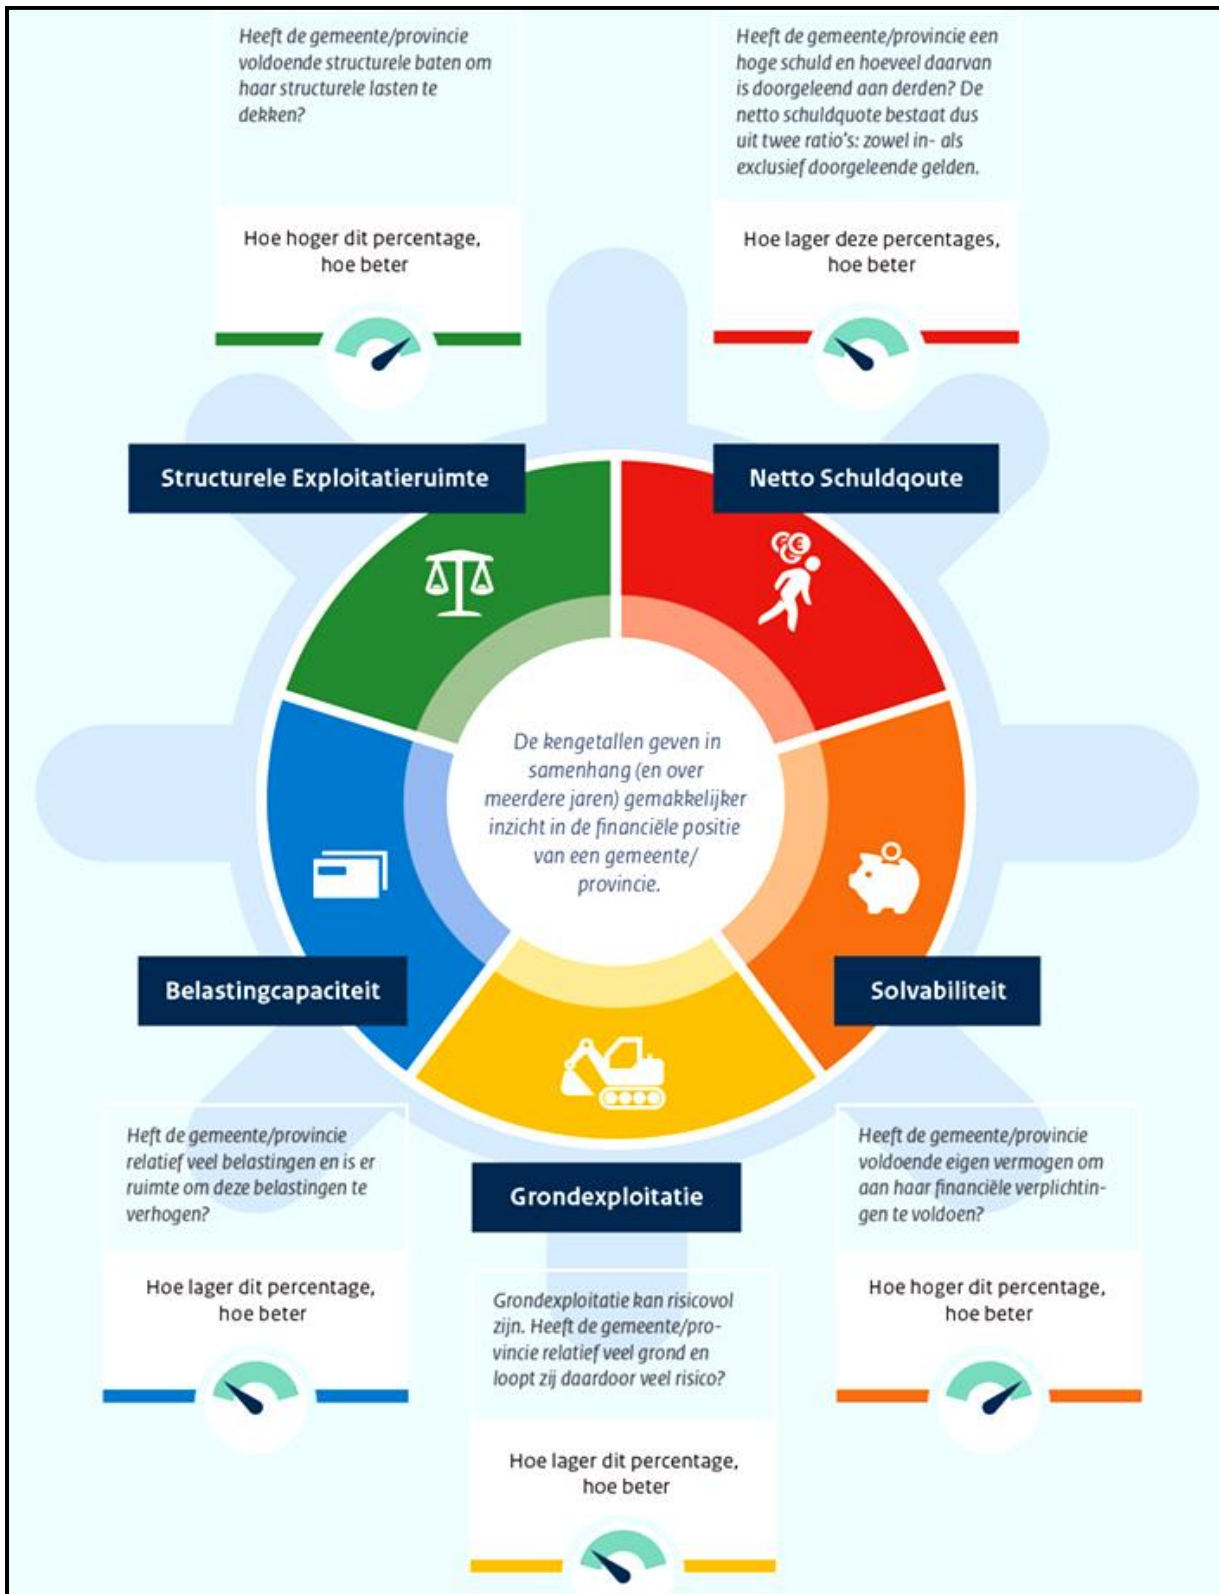 Heeft de gemeente/provincie
voldoende structurele baten om
haar structurele lasten te
dekken?
Hoe hoger dit percentage,
hoe beter
Heeft de gemeente/provincie een
hoge schuld en hoeveel daarvan
is doorgeleend aan derden? De
netto schuldquote bestaat dus
uit twee ratio's: zowel in- als
exclusief doorgeleende gelden.
Hoe lager deze percentages,
hoe beter
Structurele Exploitatieruimte
Netto Schuldqoute
De kengetallen geven in
samenhang (en over
meerdere jaren) gemakkelijker
inzicht in de financiële positie
van een gemeente/
provincie.
Belastingcapaciteit
Solvabiliteit
Heft de gemeente/provincie
relatief veel belastingen en is er
ruimte om deze belastingen te
verhogen?
Hoe lager dit percentage,
hoe beter
Grondexploitatie
Grondexploitatie kan risicovol
zijn. Heeft de gemeente/pro-
vincie relatief veel grond en
loopt zij daardoor veel risico?
Hoe lager dit percentage,
hoe beter
Heeft de gemeente/provincie
voldoende eigen vermogen om
aan haar financiële verplichtin-
gen te voldoen?
Hoe hoger dit percentage,
hoe beter